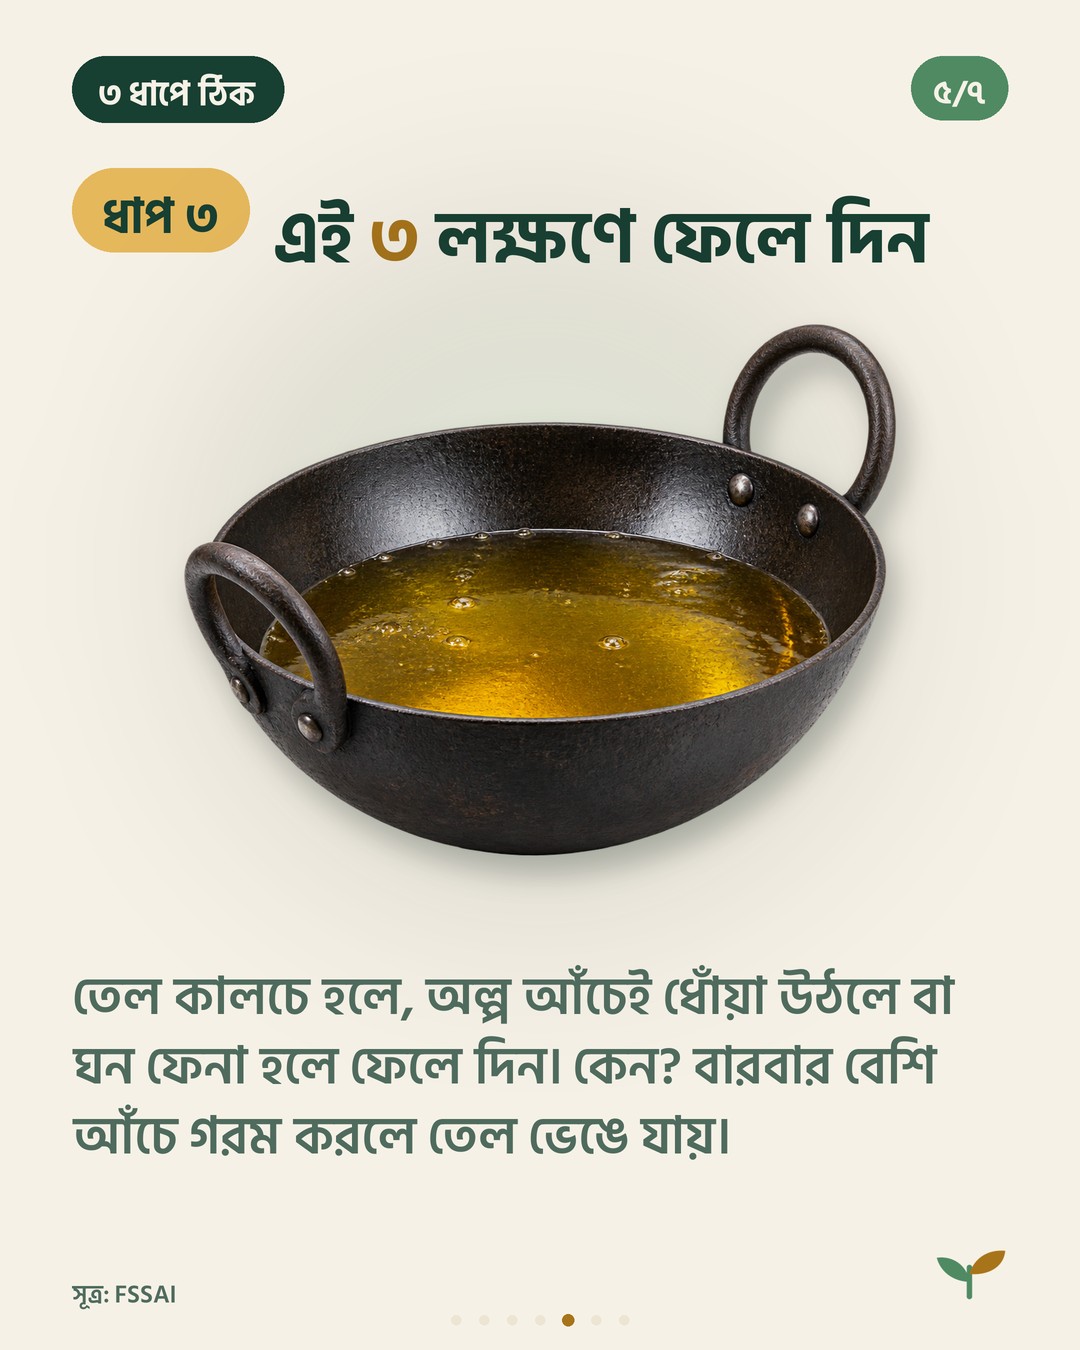 ৩ ধাপে ঠিক
৫/৭
ধাপ ৩
এই ৩ লক্ষণে ফেলে দিন
তেল কালচে হলে, অল্প আঁচেই ধোঁয়া উঠলে বা
ঘন ফেনা হলে ফেলে দিন। কেন? বারবার বেশি
আঁচে গরম করলে তেল ভেঙে যায়।
সূত্র: FSSAI